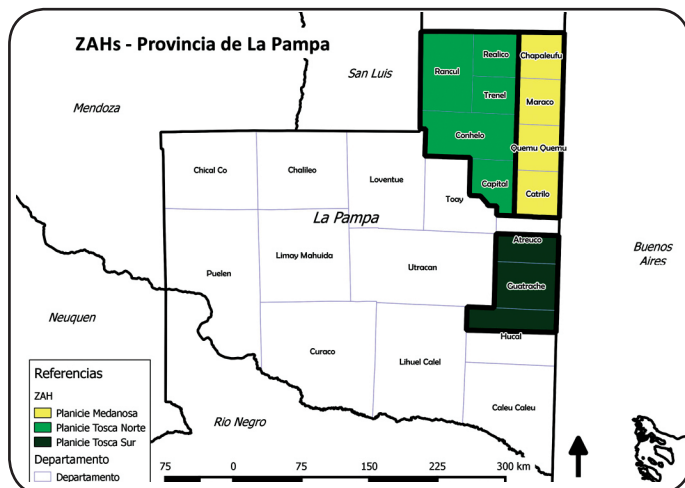 ZAHs - Provincia de La Pampa
San Luis
Mendoza
Realico
Chapaleufu
Rancul
Trenel
Maraco
Conhelo
Quemu Quemu
Chical Co
Chalileo
Loventue
Capital
Catrilo
Toay
La Pampa
Atreuco
Buenos
Aires
Limay Mahuida
Utracan
Puelen
Guatrache
Neuquen
Hucal
Curaco
Lihuel Calel
Caleu Caleu
Rio Negro
Referencias
ZAH
Planicie Medanosa
Planicie Tosca Norte
Planicie Tosca Sur
Departamento
Departamento
75 0 75 150 225 300 km